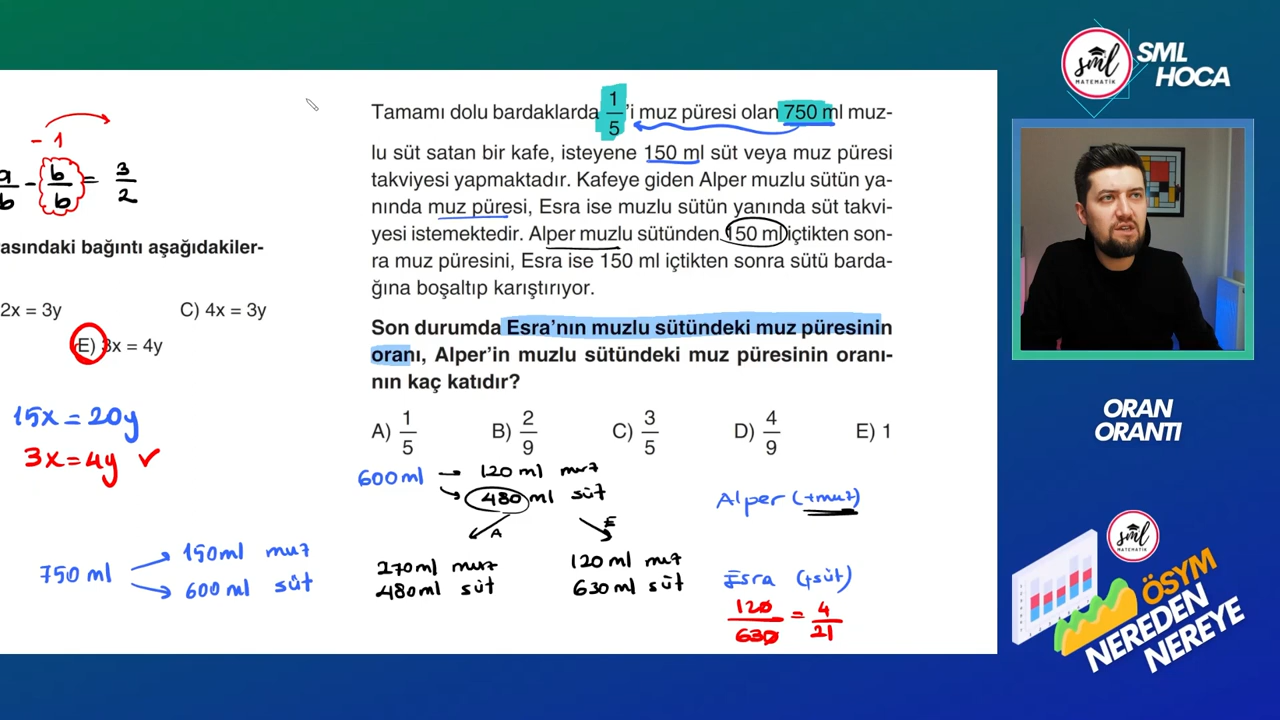 SML
HOCA
sml
MATEMATİK
- 1
a/b - b/b = 3/2
rasındaki bağıntı aşağıdakiler-
2x = 3y
C) 4x = 3y
E) 3x = 4y
15x = 20y
3x = 4y ✓
750 ml
150 ml muz
600 ml süt
Tamamı dolu bardaklarda 1/5'i muz püresi olan 750 ml muz-
lu süt satan bir kafe, isteyene 150 ml süt veya muz püresi
takviyesi yapmaktadır. Kafeye giden Alper muzlu sütün ya-
nında muz püresi, Esra ise muzlu sütün yanında süt takvi-
yesi istemektedir. Alper muzlu sütünden 150 ml içtikten son-
ra muz püresini, Esra ise 150 ml içtikten sonra sütü barda-
ğına boşaltıp karıştırıyor.
Son durumda Esra'nın muzlu sütündeki muz püresinin
oranı, Alper'in muzlu sütündeki muz püresinin oranı-
nın kaç katıdır?
A) 1/5 B) 2/9 C) 3/5 D) 4/9 E) 1
600 ml
120 ml muz
480 ml süt
A
E
270 ml muz
480 ml süt
120 ml muz
630 ml süt
Alper (+muz)
Esra (+süt)
120/630 = 4/21
ORAN
ORANTI
sml
MATEMATİK
ÖSYM
NEREDEN
NEREYE